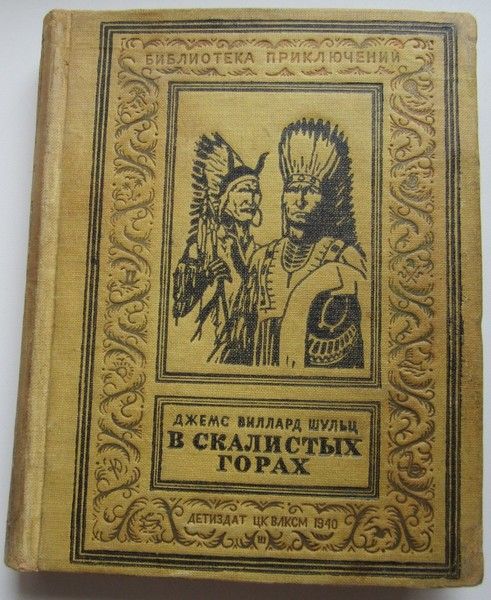 БИБЛИОТЕКА ПРИКЛЮЧЕНИЙ
ДЖЕМС ВИЛЛАРД ШУЛЬЦ
В СКАЛИСТЫХ
ГОРАХ
ДЕТИЗДАТ ЦК ВЛКСМ 1940